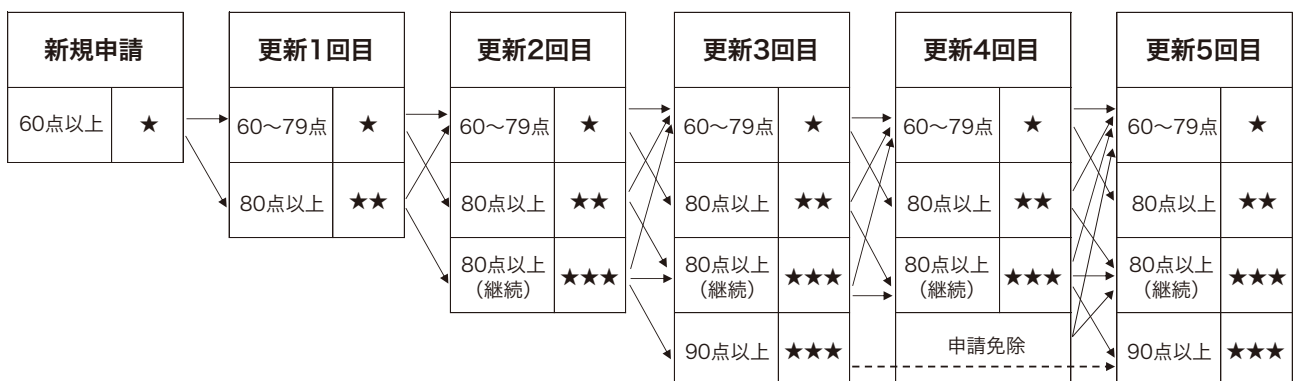 新規申請
60点以上
★
更新1回目
60〜79点
★
80点以上
★★
更新2回目
60〜79点
★
80点以上
★★
80点以上
（継続）
★★★
更新3回目
60〜79点
★
80点以上
★★
80点以上
（継続）
★★★
90点以上
★★★
更新4回目
60〜79点
★
80点以上
★★
80点以上
（継続）
★★★
申請免除
更新5回目
60〜79点
★
80点以上
★★
80点以上
（継続）
★★★
90点以上
★★★